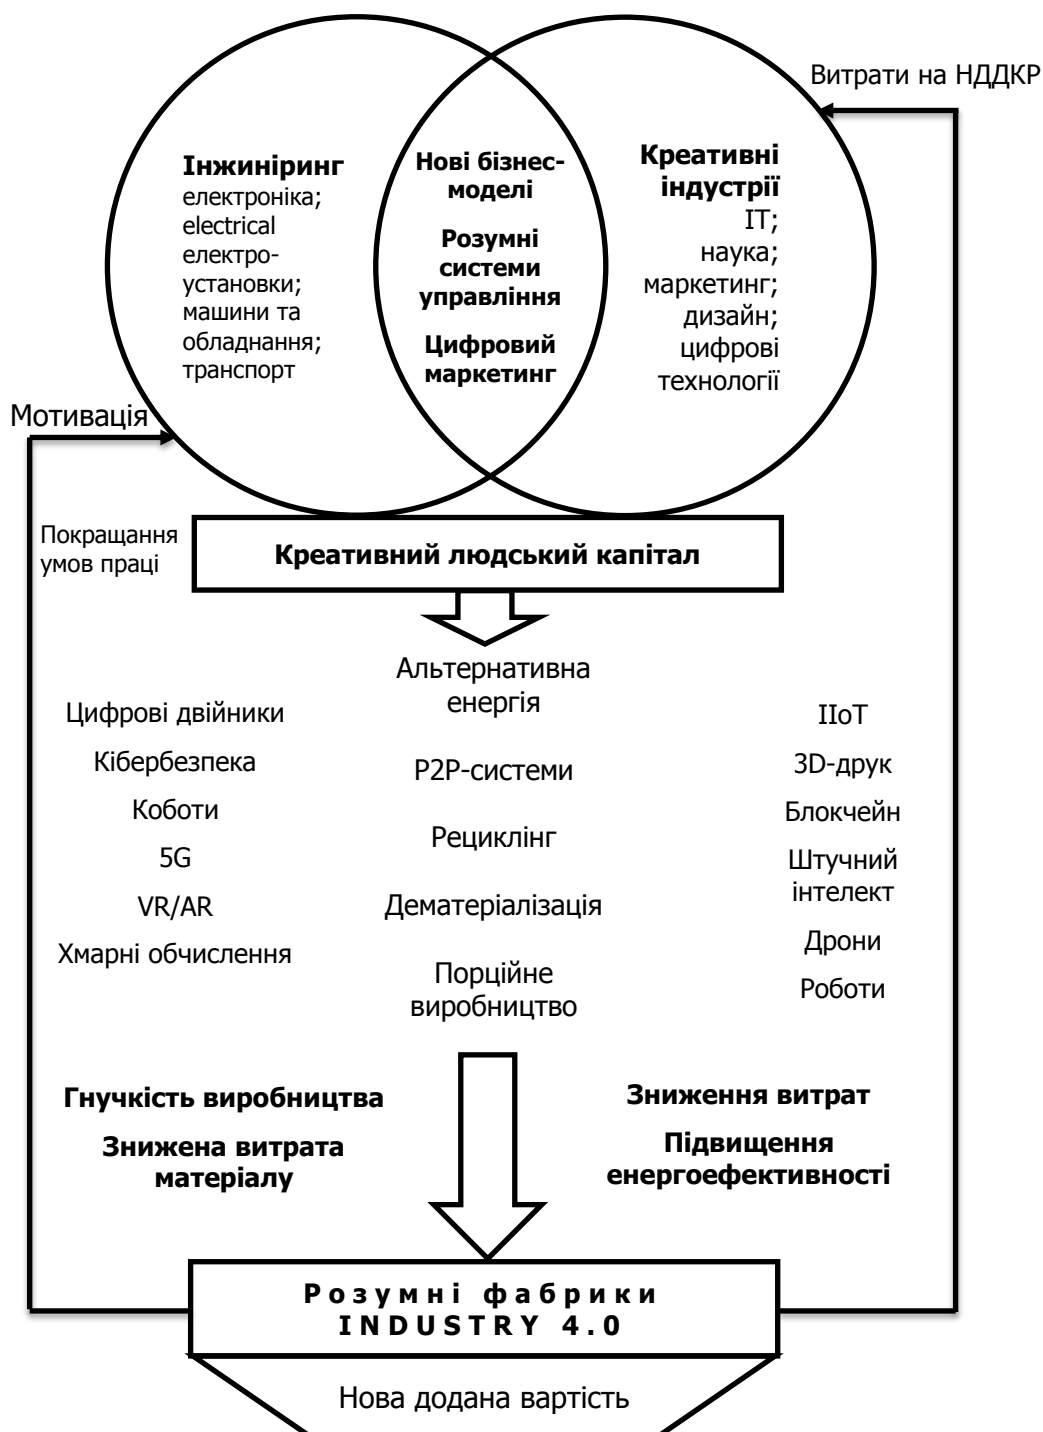 Витрати на НДДКР
Інжиніринг
електроніка;
electrical
електро-
установки;
машини та
обладнання;
транспорт
Нові бізнес-
моделі
Розумні
системи
управління
Цифровий
маркетинг
Креативні
індустрії
IT;
наука;
маркетинг;
дизайн;
цифрові
технології
Мотивація
Покращання
умов праці
Креативний людський капітал
Цифрові двійники
Кібербезпека
Коботи
5G
VR/AR
Хмарні обчислення
Альтернативна
енергія
P2P-системи
Рециклінг
Дематеріалізація
Порційне
виробництво
IIoT
3D-друк
Блокчейн
Штучний
інтелект
Дрони
Роботи
Гнучкість виробництва
Знижена витрата
матеріалу
Зниження витрат
Підвищення
енергоефективності
Розумні фабрики
INDUSTRY 4.0
Нова додана вартість